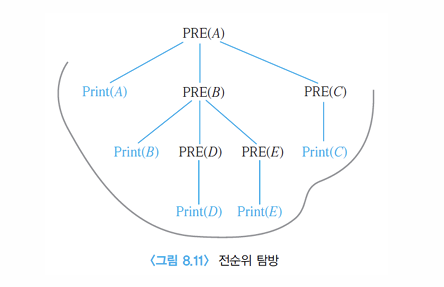 PRE(A)
Print(A) PRE(B) PRE(C)
Print(B) PRE(D) PRE(E) Print(C)
Print(D) Print(E)
<그림 8.11> 전순위 탐방